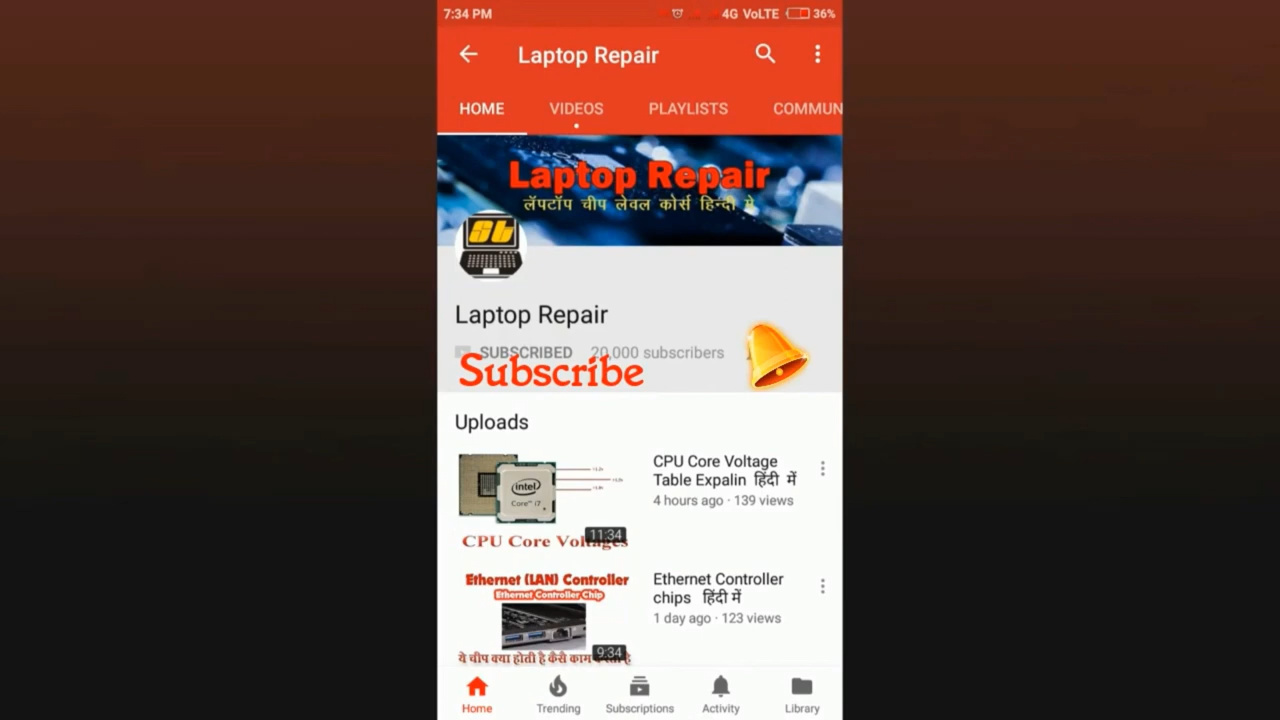 7:34 PM
4G VoLTE 36%
Laptop Repair
HOME VIDEOS PLAYLISTS COMMUN
Laptop Repair
लॅपटॉप चीप लेवल कोर्स हिन्दी मे
st
Laptop Repair
SUBSCRIBED 20,000 subscribers
Subscribe
Uploads
intel
Core i7
11:34
CPU Core Voltages
CPU Core Voltage
Table Expalin हिंदी में
4 hours ago · 139 views
Ethernet (LAN) Controller
Ethernet Controller Chip
9:34
ये चीप क्या होती है कैसे काम करती है
Ethernet Controller
chips हिंदी में
1 day ago · 123 views
Home Trending Subscriptions Activity Library